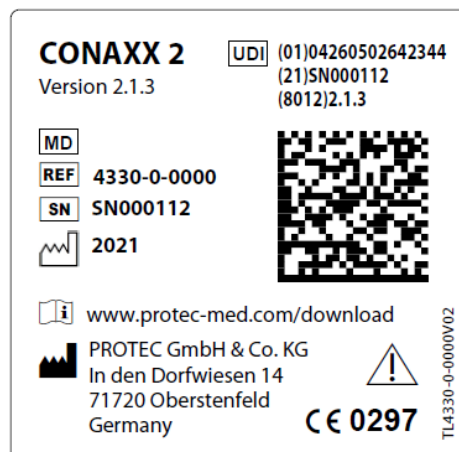 CONAXX 2
Version 2.1.3
UDI (01)04260502642344
(21)SN000112
(8012)2.1.3
MD
REF 4330-0-0000
SN SN000112
2021
www.protec-med.com/download
PROTEC GmbH & Co. KG
In den Dorfwiesen 14
71720 Oberstenfeld
Germany
CE 0297
TL4330-0-0000V02